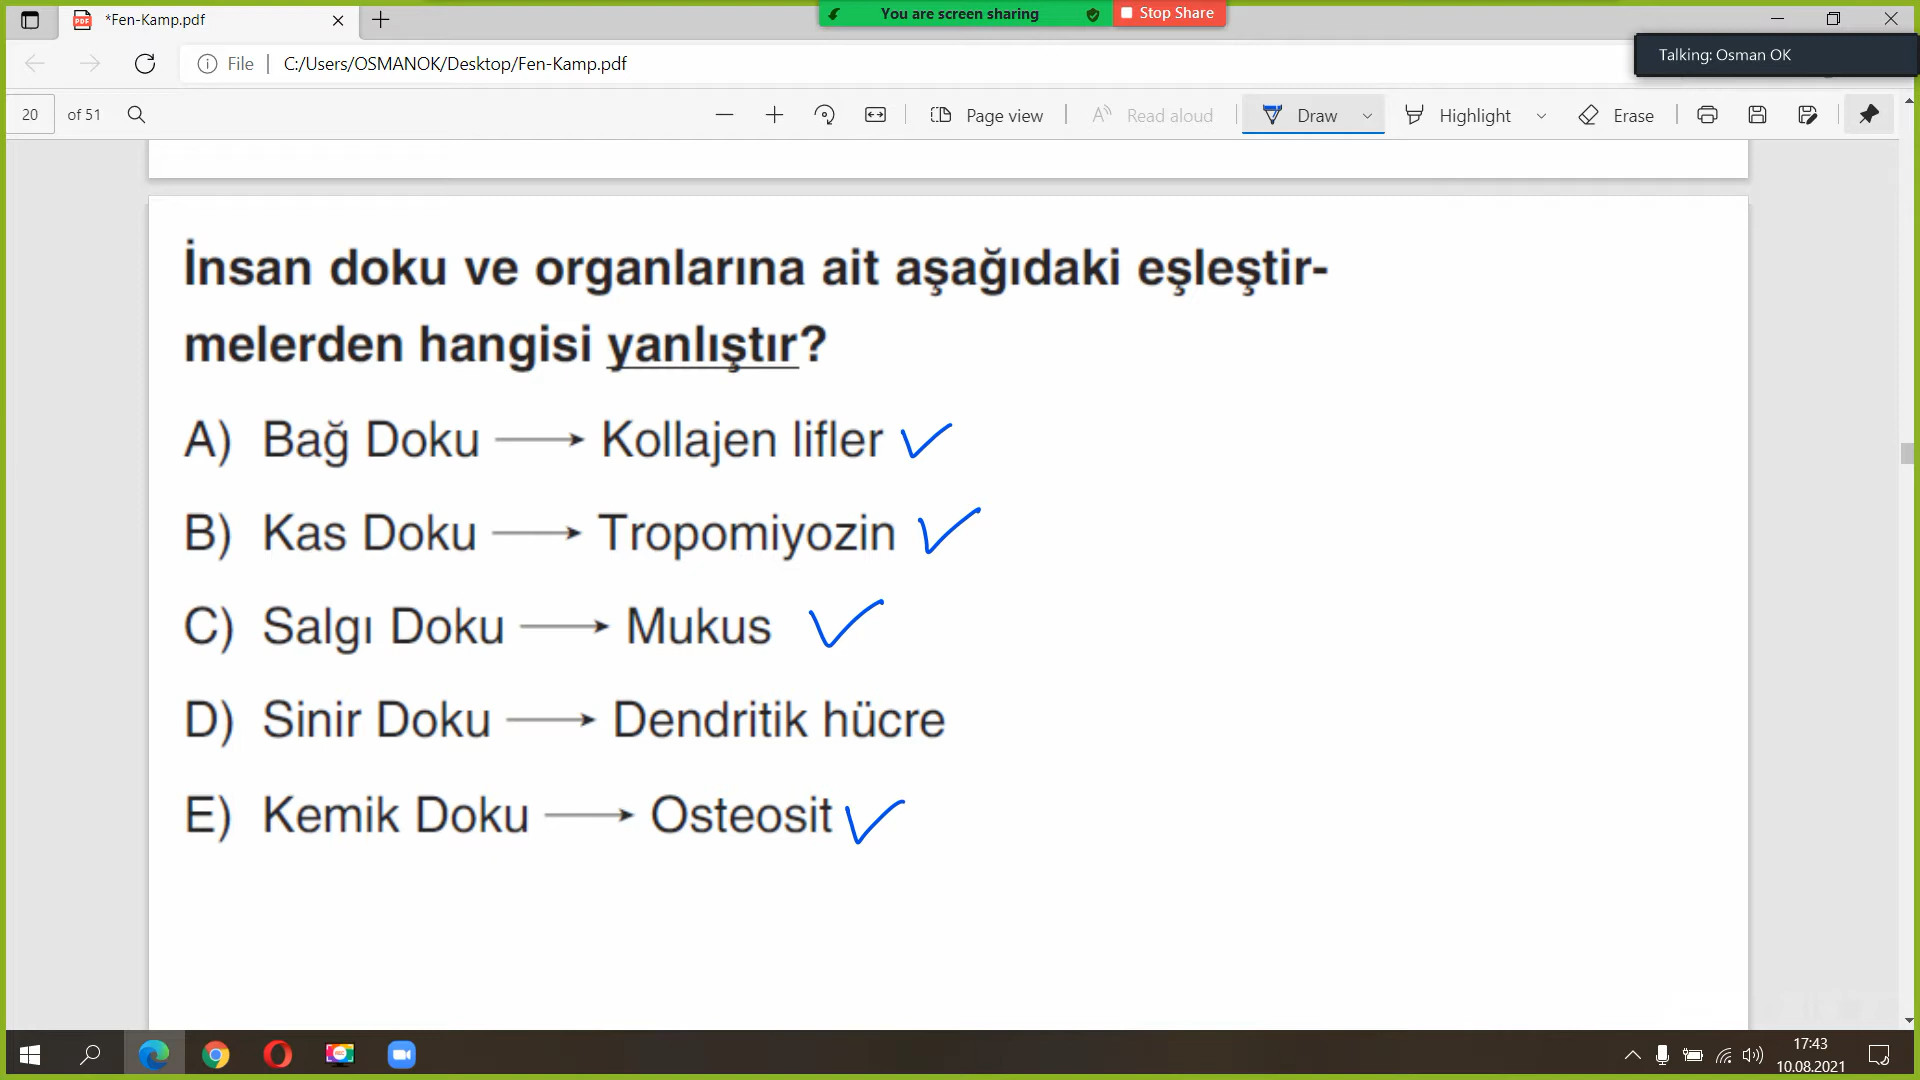 *Fen-Kamp.pdf
You are screen sharing
Stop Share
File
C:/Users/OSMANOK/Desktop/Fen-Kamp.pdf
Talking: Osman OK
20 of 51
Page view
Read aloud
Draw
Highlight
Erase
İnsan doku ve organlarına ait aşağıdaki eşleştir-
melerden hangisi yanlıştır?
A) Bağ Doku → Kollajen lifler ✓
B) Kas Doku → Tropomiyozin ✓
C) Salgı Doku → Mukus ✓
D) Sinir Doku → Dendritik hücre
E) Kemik Doku → Osteosit ✓
17:43
10.08.2021